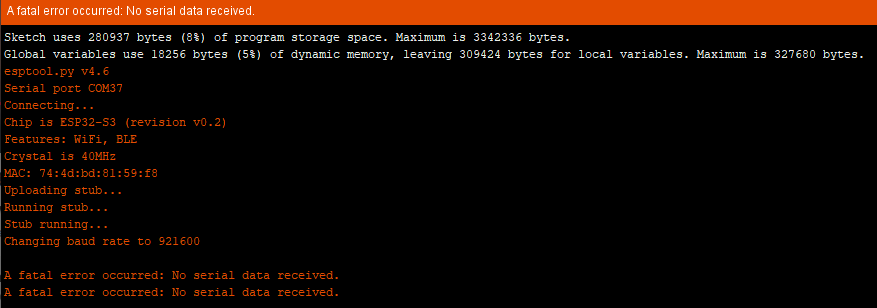 A fatal error occurred: No serial data received.
Sketch uses 280937 bytes (8%) of program storage space. Maximum is 3342336 bytes.
Global variables use 18256 bytes (5%) of dynamic memory, leaving 309424 bytes for local variables. Maximum is 327680 bytes.
esptool.py v4.6
Serial port COM37
Connecting...
Chip is ESP32-S3 (revision v0.2)
Features: WiFi, BLE
Crystal is 40MHz
MAC: 74:4d:bd:81:59:f8
Uploading stub...
Running stub...
Stub running...
Changing baud rate to 921600
A fatal error occurred: No serial data received.
A fatal error occurred: No serial data received.